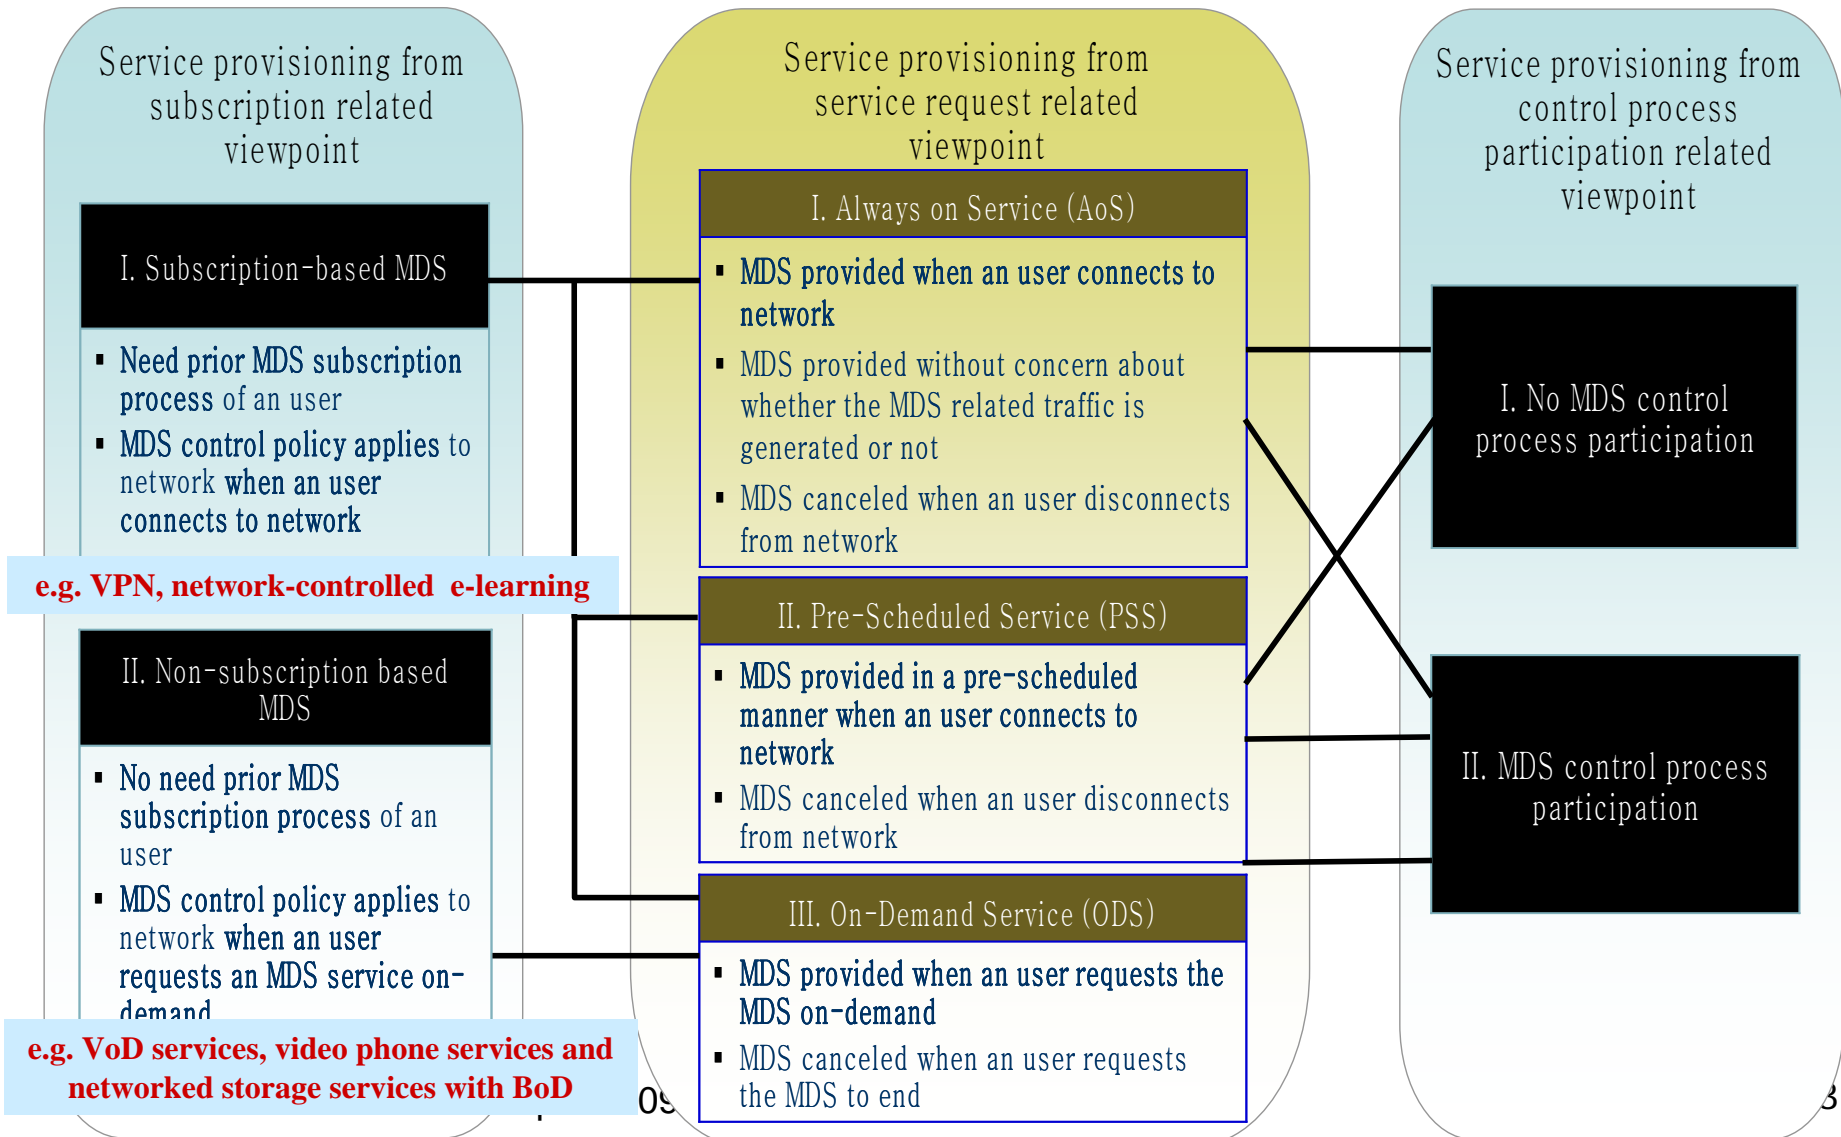 Service provisioning from
subscription related
viewpoint
I. Subscription-based MDS
▪ Need prior MDS subscription
process of an user
▪ MDS control policy applies to
network when an user
connects to network
e.g. VPN, network-controlled e-learning
II. Non-subscription based
MDS
▪ No need prior MDS
subscription process of an
user
▪ MDS control policy applies to
network when an user
requests an MDS service on-
demand
e.g. VoD services, video phone services and
networked storage services with BoD
Service provisioning from
service request related
viewpoint
I. Always on Service (AoS)
▪ MDS provided when an user connects to
network
▪ MDS provided without concern about
whether the MDS related traffic is
generated or not
▪ MDS canceled when an user disconnects
from network
II. Pre-Scheduled Service (PSS)
▪ MDS provided in a pre-scheduled
manner when an user connects to
network
▪ MDS canceled when an user disconnects
from network
III. On-Demand Service (ODS)
▪ MDS provided when an user requests the
MDS on-demand
▪ MDS canceled when an user requests
the MDS to end
Service provisioning from
control process
participation related
viewpoint
I. No MDS control
process participation
II. MDS control process
participation